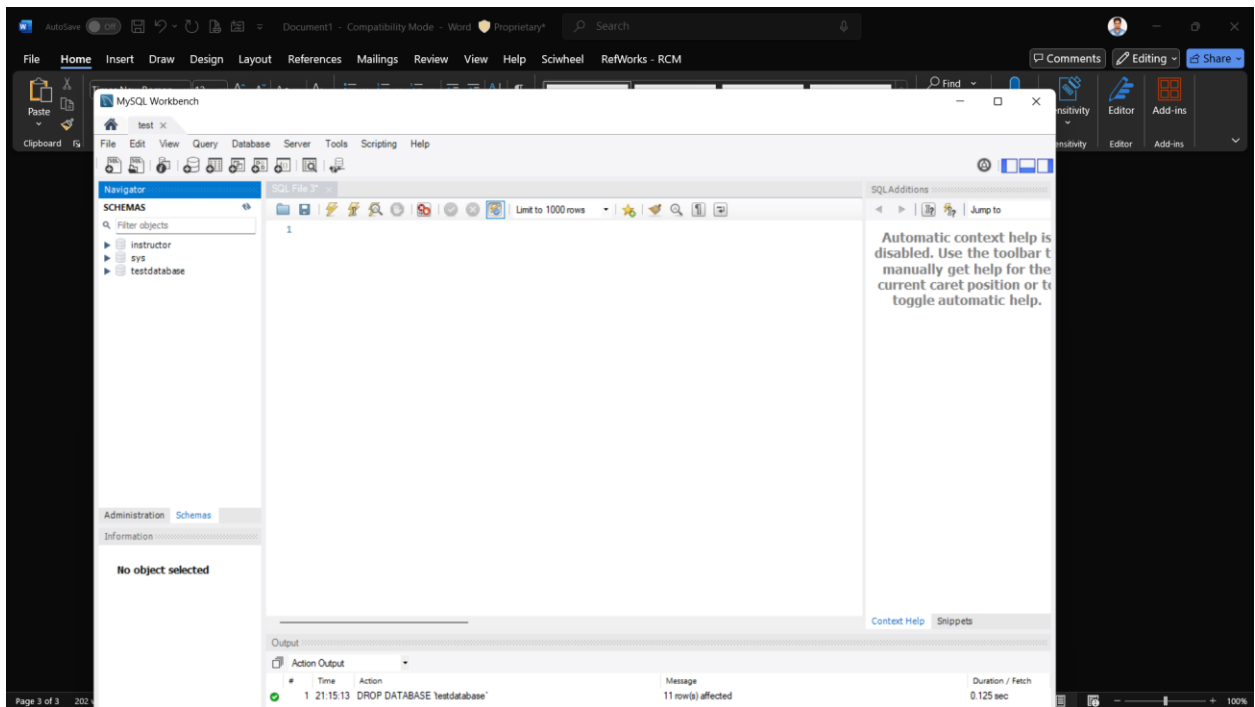 AutoSave Off Document1 - Compatibility Mode - Word Proprietary* Search
File Home Insert Draw Design Layout References Mailings Review View Help Sciwheel RefWorks - RCM Comments Editing Share
Paste
Find
Editor Add-ins
Clipboard
Editor Add-ins
MySQL Workbench
test
File Edit View Query Database Server Tools Scripting Help
Navigator
SCHEMAS
Filter objects
instructor
sys
testdatabase
Administration Schemas
Information
No object selected
SQL File 3*
Limit to 1000 rows
1
SQLAdditions
Jump to
Automatic context help is
disabled. Use the toolbar t
manually get help for the
current caret position or to
toggle automatic help.
Context Help Snippets
Output
Action Output
# Time Action Message Duration / Fetch
1 21:15:13 DROP DATABASE `testdatabase` 11 row(s) affected 0.125 sec
Page 3 of 3 202 100%